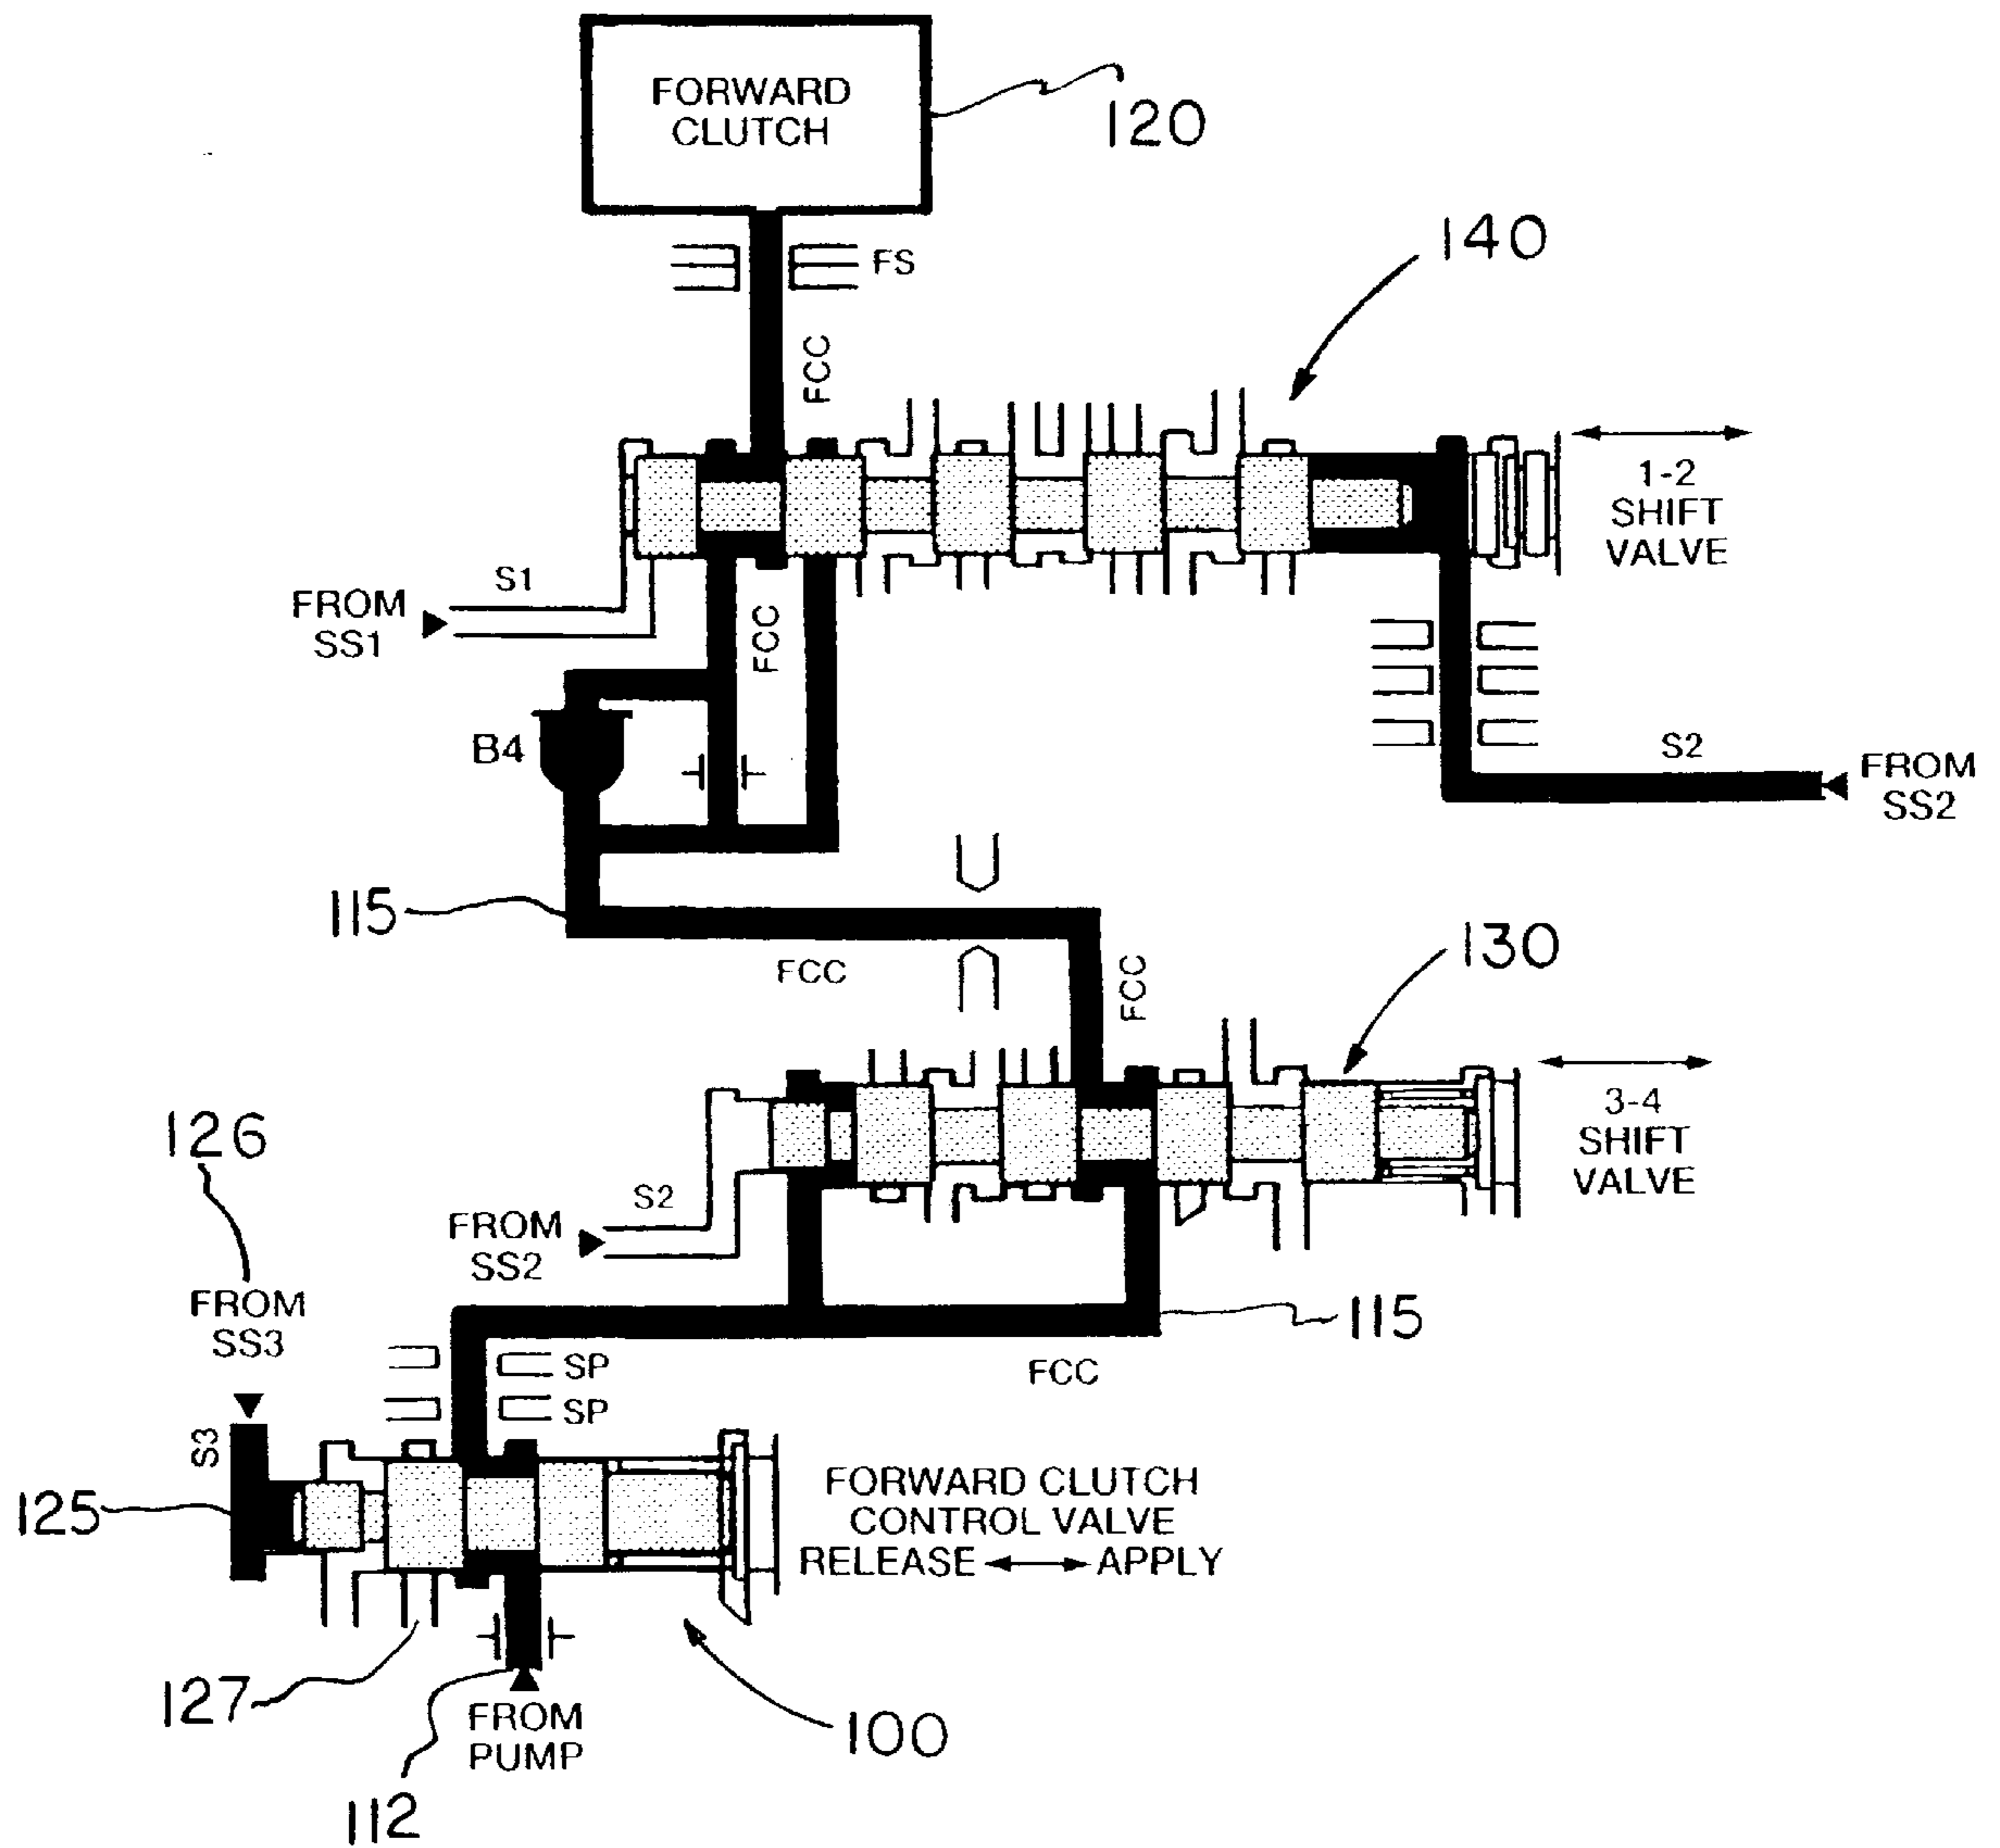 FORWARD
CLUTCH
120
FS
140
FCC
1-2
SHIFT
VALVE
S1
FROM
SS1
FCC
B4
S2
FROM
SS2
115
FCC
FCC
130
3-4
SHIFT
VALVE
126
S2
FROM
SS2
FROM
SS3
115
SP
FCC
SP
S3
125
FORWARD CLUTCH
CONTROL VALVE
RELEASE APPLY
127
FROM
PUMP
100
112